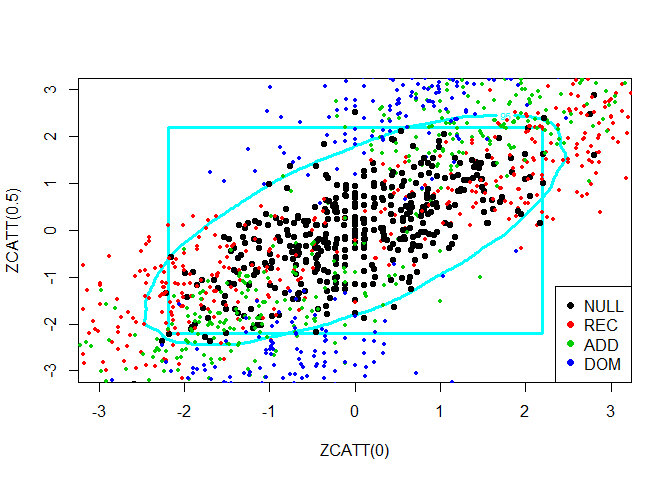 3
2
1
0
-1
-2
-3
ZCATT(0.5)
NULL
REC
ADD
DOM
-3 -2 -1 0 1 2 3
ZCATT(0)